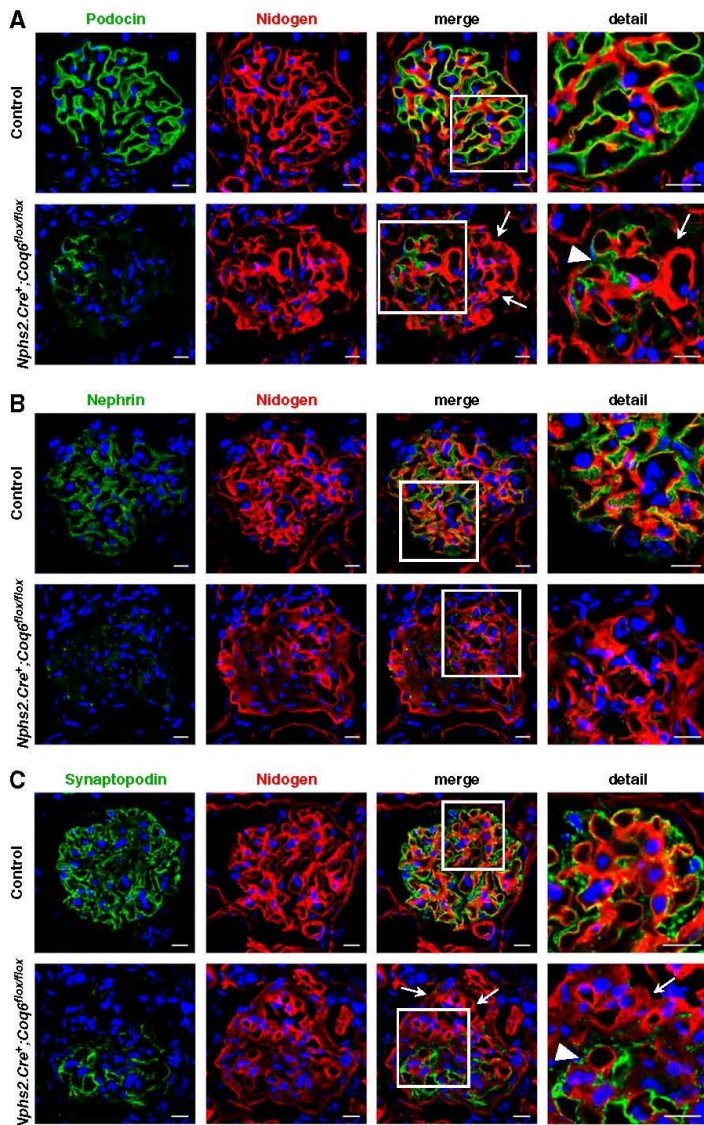 A
Podocin Nidogen merge detail
Control
Nphs2.Cre+;Coq6flox/flox
B
Nephrin Nidogen merge detail
Control
Nphs2.Cre+;Coq6flox/flox
C
Synaptopodin Nidogen merge detail
Control
Nphs2.Cre+;Coq6flox/flox